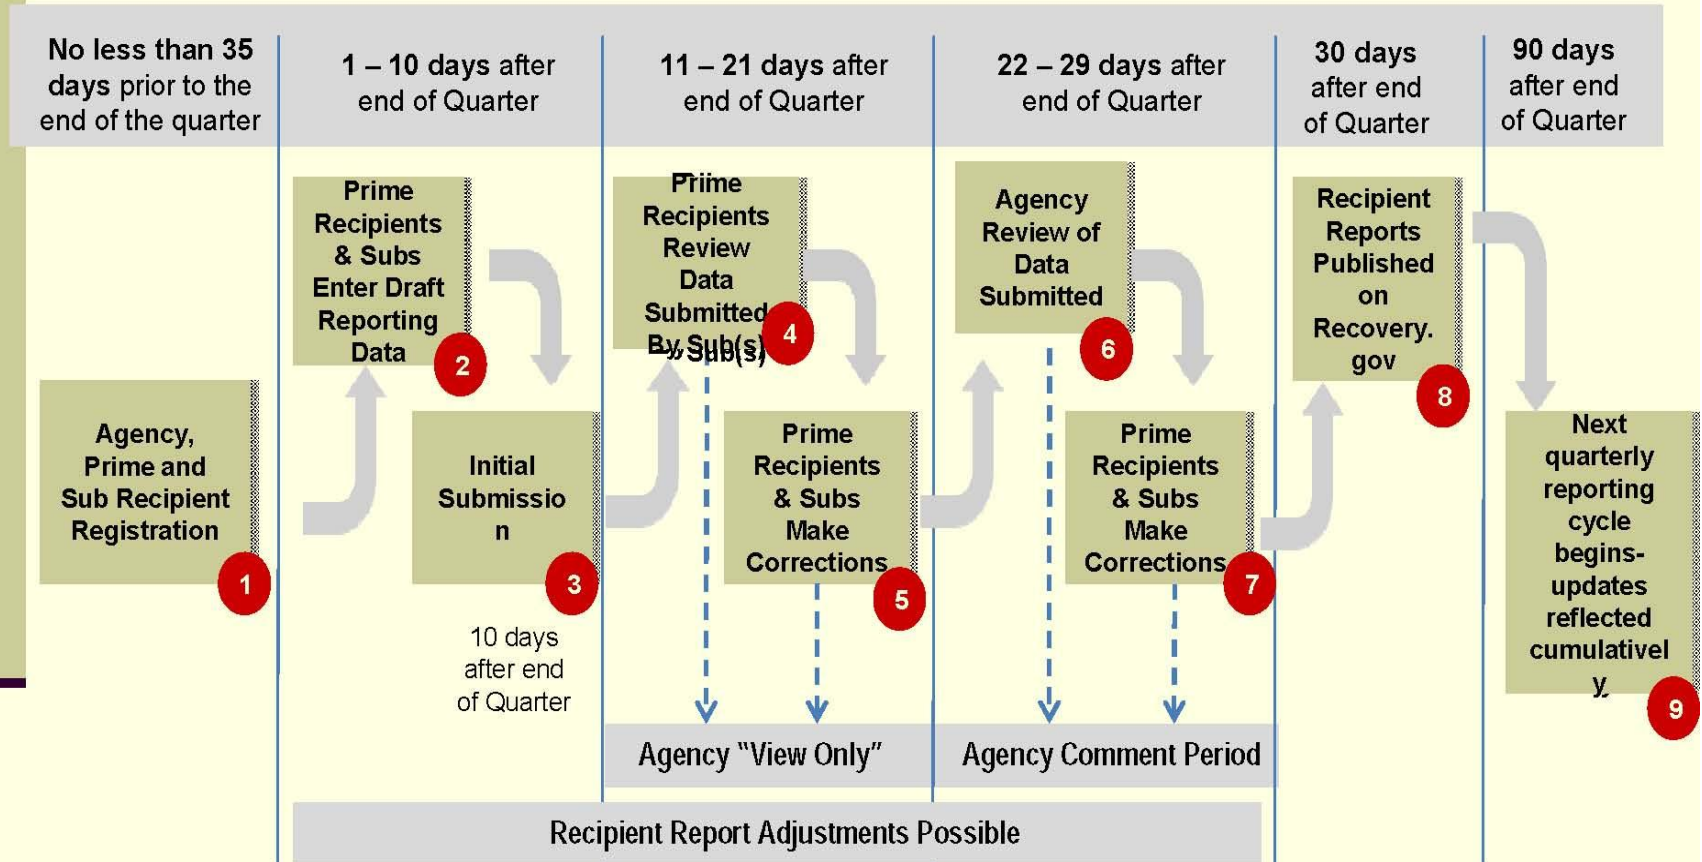 No less than 35
days prior to the
end of the quarter
1 – 10 days after
end of Quarter
11 – 21 days after
end of Quarter
22 – 29 days after
end of Quarter
30 days
after end
of Quarter
90 days
after end
of Quarter
Agency,
Prime and
Sub Recipient
Registration
1
Prime
Recipients
& Subs
Enter Draft
Reporting
Data
2
Initial
Submissio
n
3
10 days
after end
of Quarter
Prime
Recipients
Review
Data
Submitted
By Sub(s)
4
Prime
Recipients
& Subs
Make
Corrections
5
Agency
Review of
Data
Submitted
6
Prime
Recipients
& Subs
Make
Corrections
7
Recipient
Reports
Published
on
Recovery.
gov
8
Next
quarterly
reporting
cycle
begins-
updates
reflected
cumulativel
y
9
Agency “View Only”
Agency Comment Period
Recipient Report Adjustments Possible